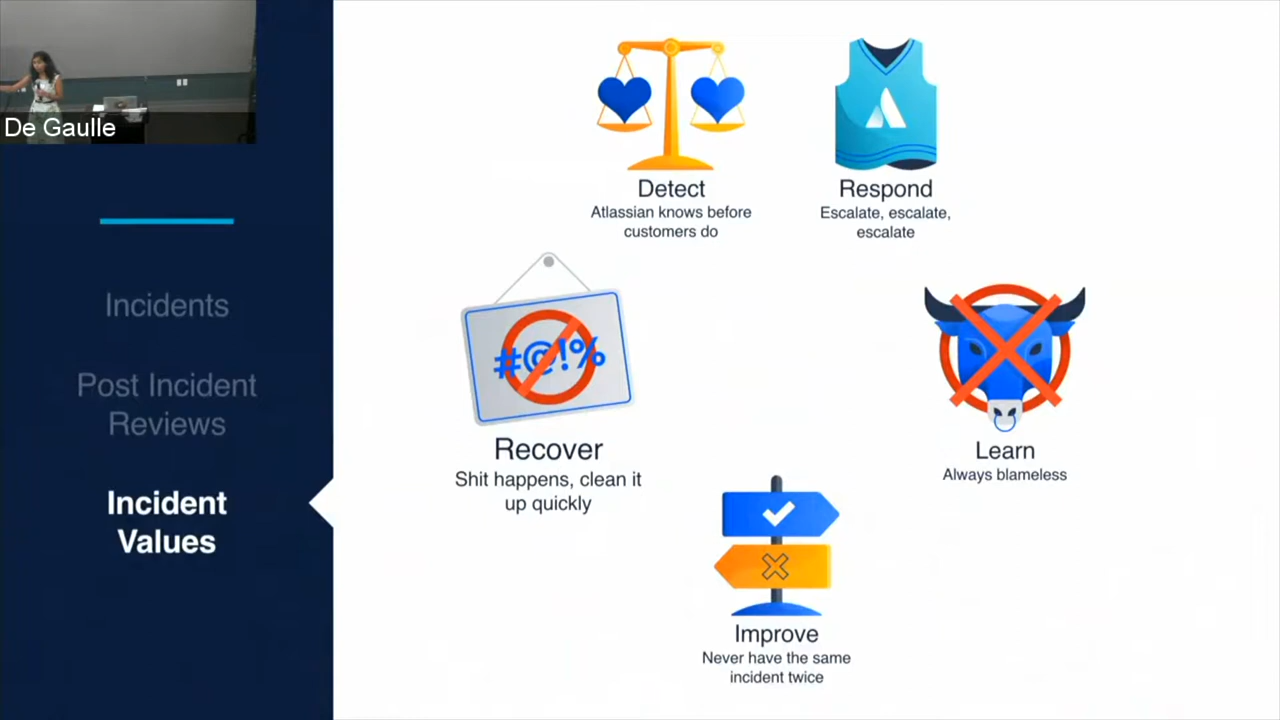 De Gaulle
Incidents
Post Incident
Reviews
Incident
Values
Detect
Atlassian knows before
customers do
Respond
Escalate, escalate,
escalate
#@!%
Recover
Shit happens, clean it
up quickly
Learn
Always blameless
Improve
Never have the same
incident twice